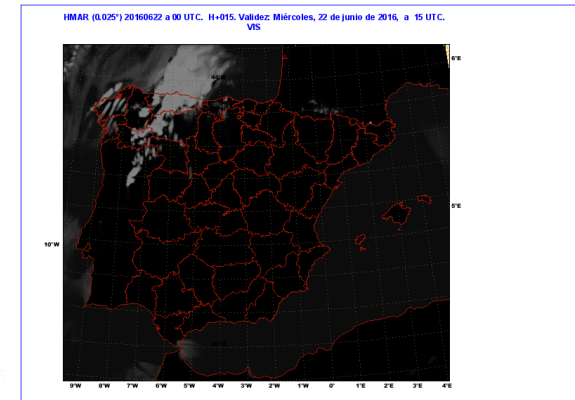 HMAR (0.025°) 20160622 a 00 UTC. H+015. Validez: Miércoles, 22 de junio de 2016, a 15 UTC.
VIS
6°E
44°N
5°E
10°W
9°W 8°W 7°W 6°W 5°W 4°W 3°W 2°W 1°W 0° 1°E 2°E 3°E 4°E